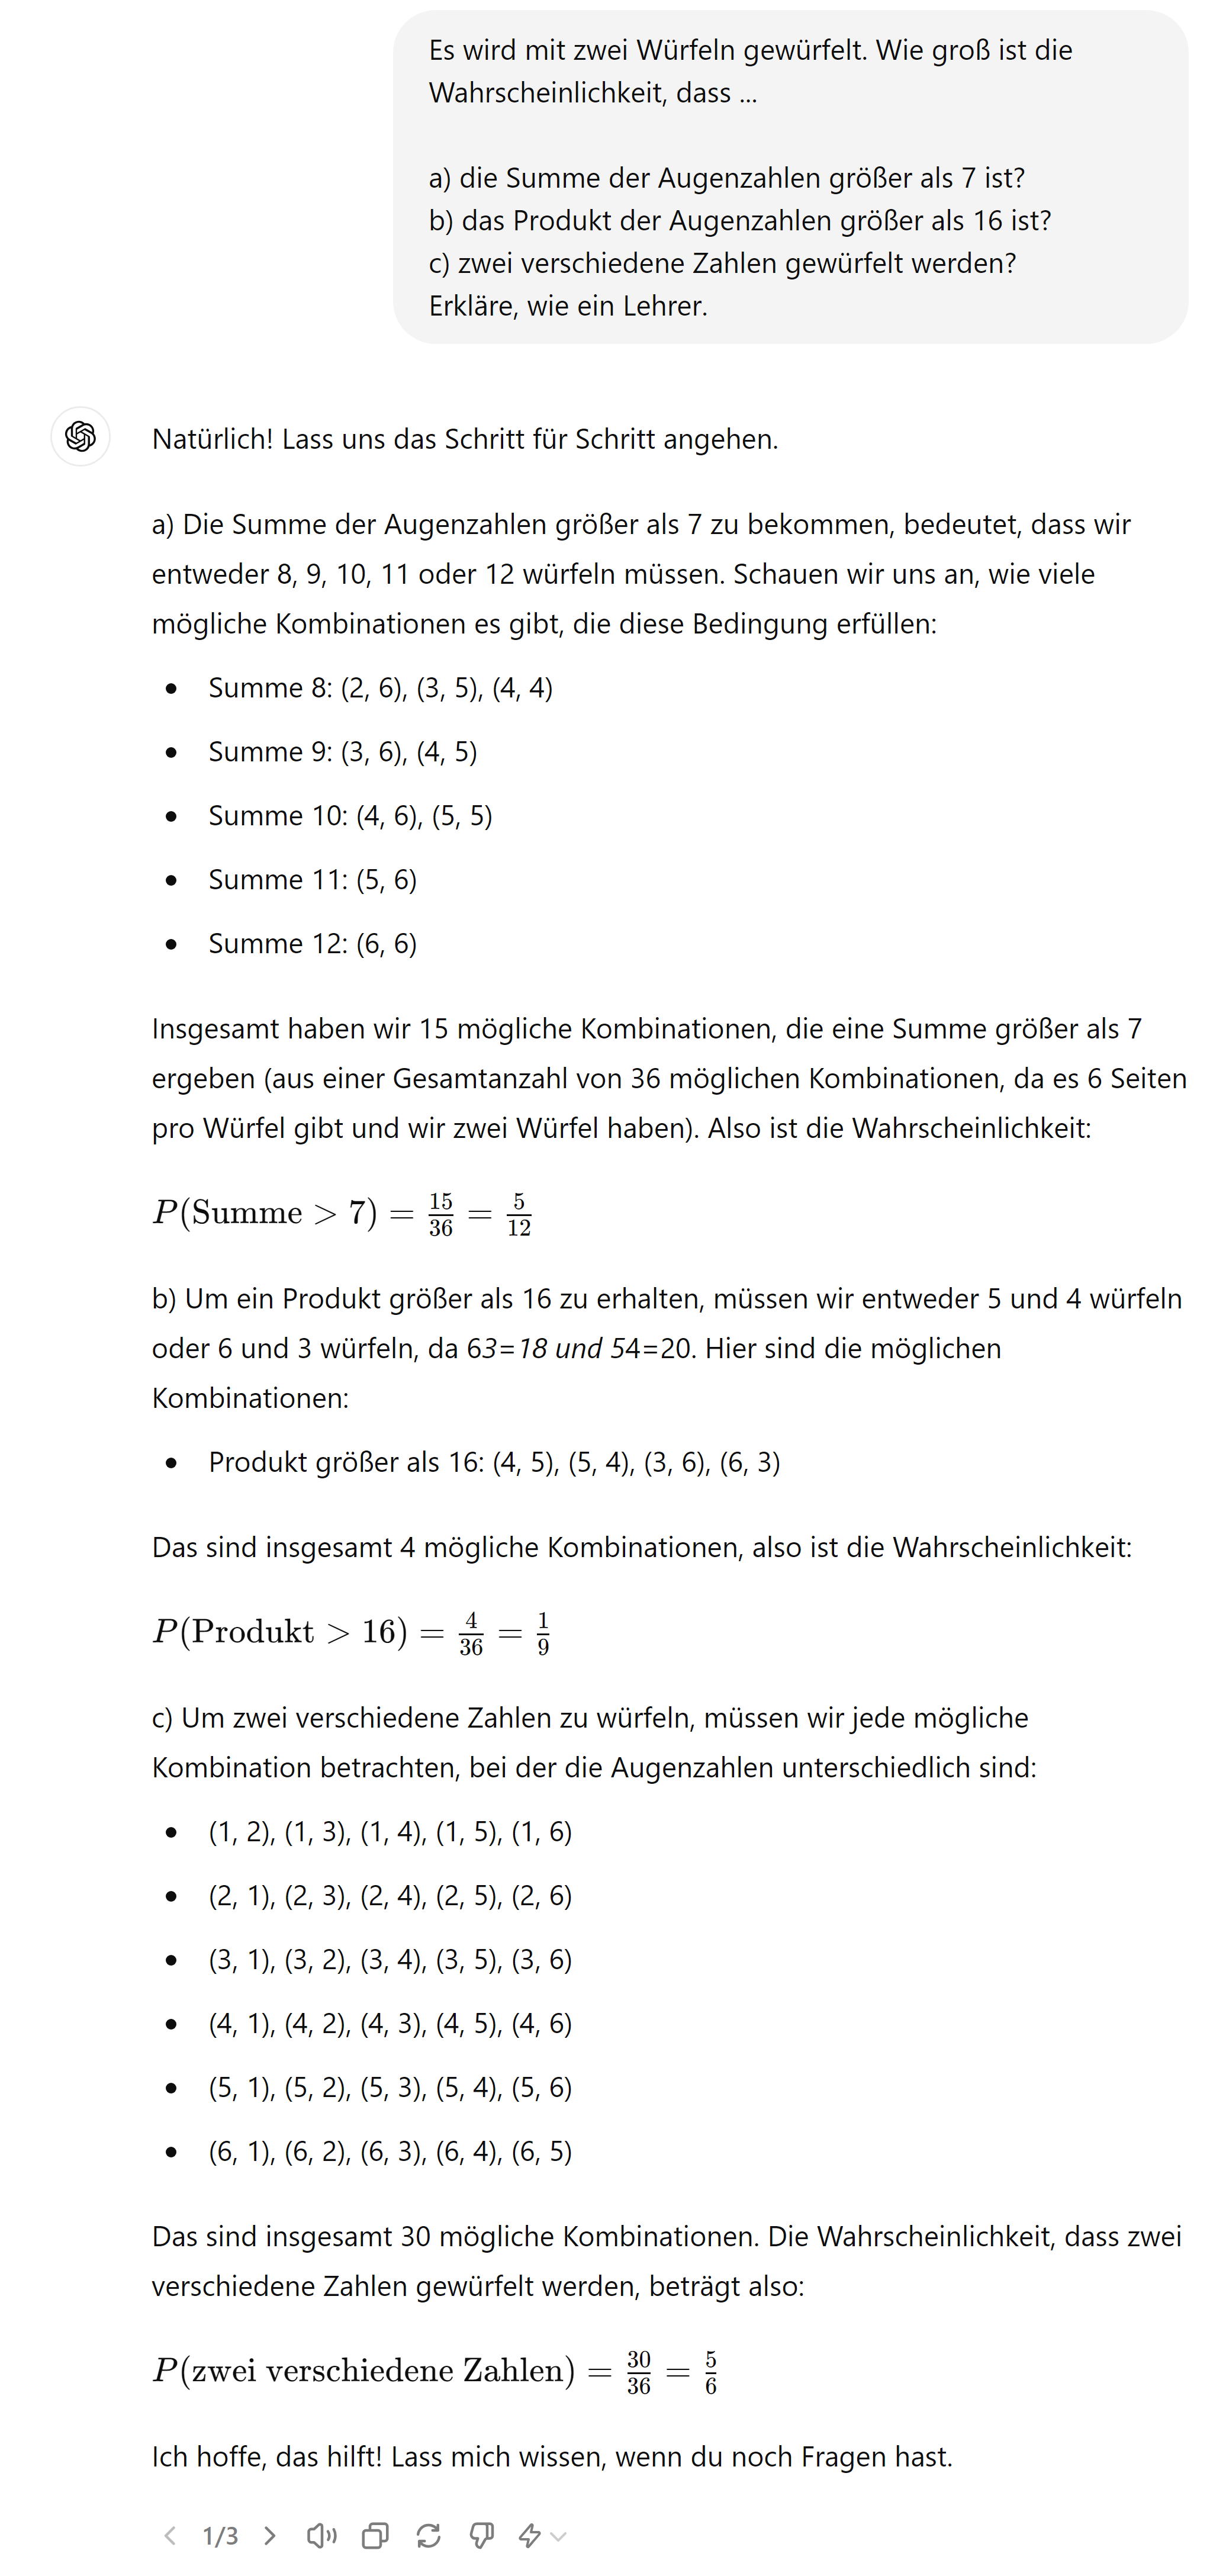 Es wird mit zwei Würfeln gewürfelt. Wie groß ist die
Wahrscheinlichkeit, dass ...
a) die Summe der Augenzahlen größer als 7 ist?
b) das Produkt der Augenzahlen größer als 16 ist?
c) zwei verschiedene Zahlen gewürfelt werden?
Erkläre, wie ein Lehrer.
Natürlich! Lass uns das Schritt für Schritt angehen.
a) Die Summe der Augenzahlen größer als 7 zu bekommen, bedeutet, dass wir
entweder 8, 9, 10, 11 oder 12 würfeln müssen. Schauen wir uns an, wie viele
mögliche Kombinationen es gibt, die diese Bedingung erfüllen:
• Summe 8: (2, 6), (3, 5), (4, 4)
• Summe 9: (3, 6), (4, 5)
• Summe 10: (4, 6), (5, 5)
• Summe 11: (5, 6)
• Summe 12: (6, 6)
Insgesamt haben wir 15 mögliche Kombinationen, die eine Summe größer als 7
ergeben (aus einer Gesamtanzahl von 36 möglichen Kombinationen, da es 6 Seiten
pro Würfel gibt und wir zwei Würfel haben). Also ist die Wahrscheinlichkeit:
P(Summe > 7) = 15/36 = 5/12
b) Um ein Produkt größer als 16 zu erhalten, müssen wir entweder 5 und 4 würfeln
oder 6 und 3 würfeln, da 63=18 und 54=20. Hier sind die möglichen
Kombinationen:
• Produkt größer als 16: (4, 5), (5, 4), (3, 6), (6, 3)
Das sind insgesamt 4 mögliche Kombinationen, also ist die Wahrscheinlichkeit:
P(Produkt > 16) = 4/36 = 1/9
c) Um zwei verschiedene Zahlen zu würfeln, müssen wir jede mögliche
Kombination betrachten, bei der die Augenzahlen unterschiedlich sind:
• (1, 2), (1, 3), (1, 4), (1, 5), (1, 6)
• (2, 1), (2, 3), (2, 4), (2, 5), (2, 6)
• (3, 1), (3, 2), (3, 4), (3, 5), (3, 6)
• (4, 1), (4, 2), (4, 3), (4, 5), (4, 6)
• (5, 1), (5, 2), (5, 3), (5, 4), (5, 6)
• (6, 1), (6, 2), (6, 3), (6, 4), (6, 5)
Das sind insgesamt 30 mögliche Kombinationen. Die Wahrscheinlichkeit, dass zwei
verschiedene Zahlen gewürfelt werden, beträgt also:
P(zwei verschiedene Zahlen) = 30/36 = 5/6
Ich hoffe, das hilft! Lass mich wissen, wenn du noch Fragen hast.
1/3